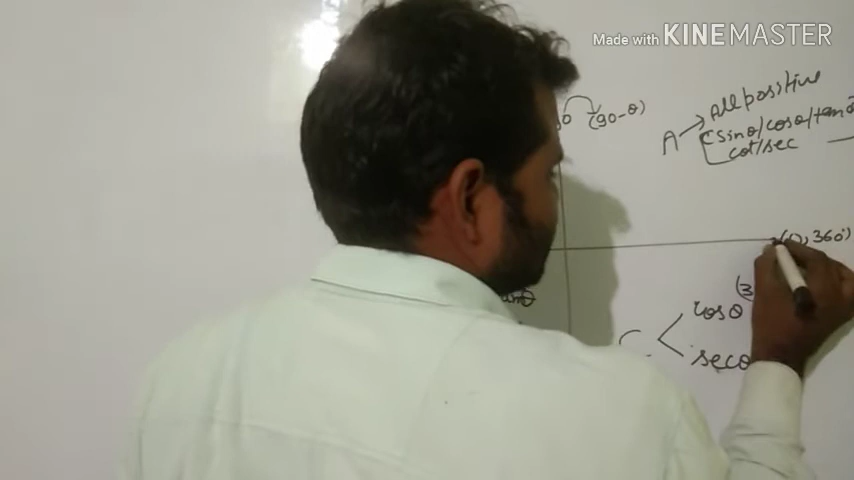 Made with KINEMASTER
(90-θ)
A → All positive
sinθ/cosθ/tanθ
cot/sec
(0, 360°)
cosθ
C <
secθ